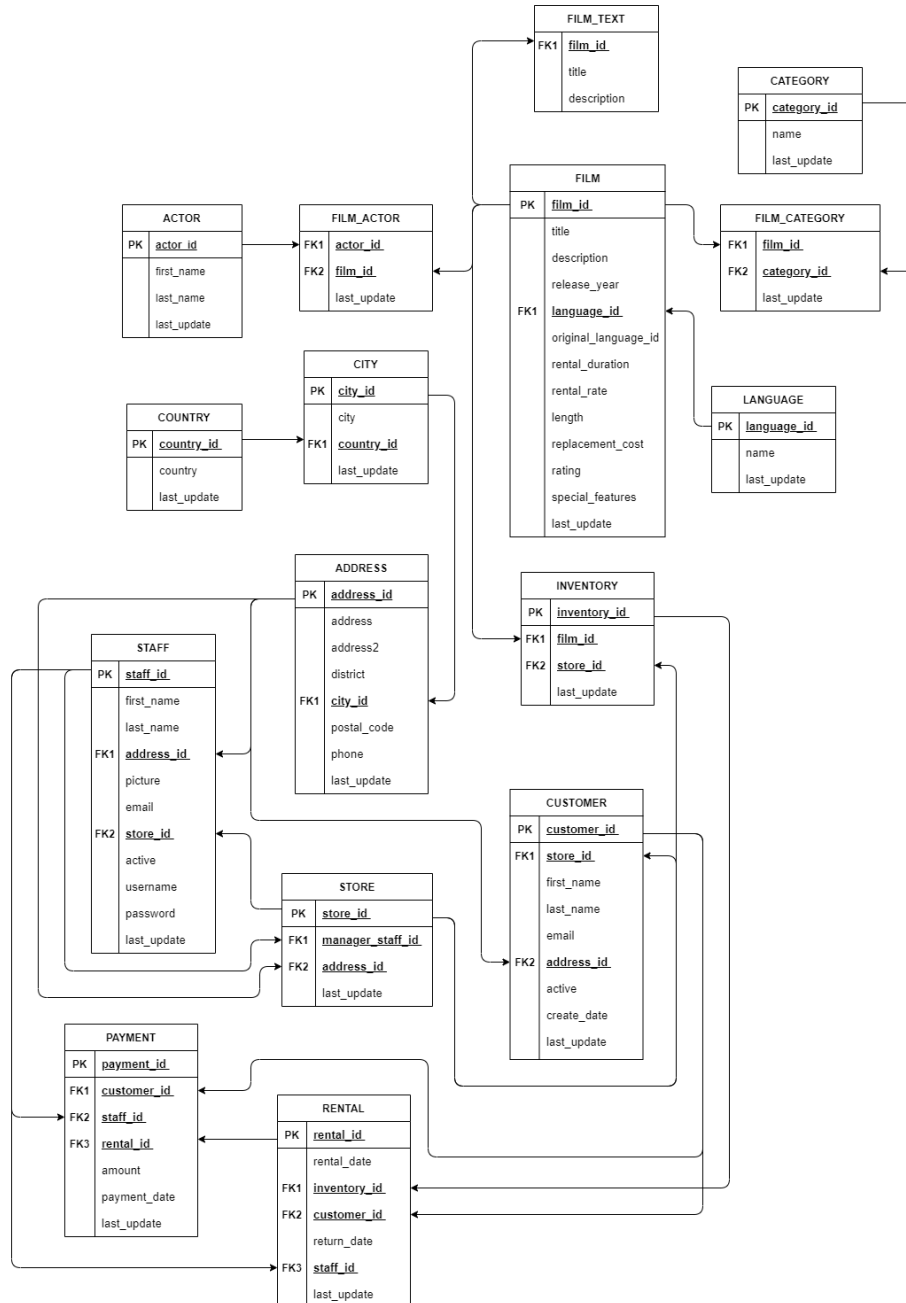 FILM_TEXT
FK1 film_id
title
description
CATEGORY
PK category_id
name
last_update
FILM
PK film_id
title
description
release_year
FK1 language_id
original_language_id
rental_duration
rental_rate
length
replacement_cost
rating
special_features
last_update
ACTOR
PK actor_id
first_name
last_name
last_update
FILM_ACTOR
FK1 actor_id
FK2 film_id
last_update
FILM_CATEGORY
FK1 film_id
FK2 category_id
last_update
CITY
PK city_id
city
FK1 country_id
last_update
COUNTRY
PK country_id
country
last_update
LANGUAGE
PK language_id
name
last_update
ADDRESS
PK address_id
address
address2
district
FK1 city_id
postal_code
phone
last_update
INVENTORY
PK inventory_id
FK1 film_id
FK2 store_id
last_update
STAFF
PK staff_id
first_name
last_name
FK1 address_id
picture
email
FK2 store_id
active
username
password
last_update
CUSTOMER
PK customer_id
FK1 store_id
first_name
last_name
email
FK2 address_id
active
create_date
last_update
STORE
PK store_id
FK1 manager_staff_id
FK2 address_id
last_update
PAYMENT
PK payment_id
FK1 customer_id
FK2 staff_id
FK3 rental_id
amount
payment_date
last_update
RENTAL
PK rental_id
rental_date
FK1 inventory_id
FK2 customer_id
return_date
FK3 staff_id
last_update